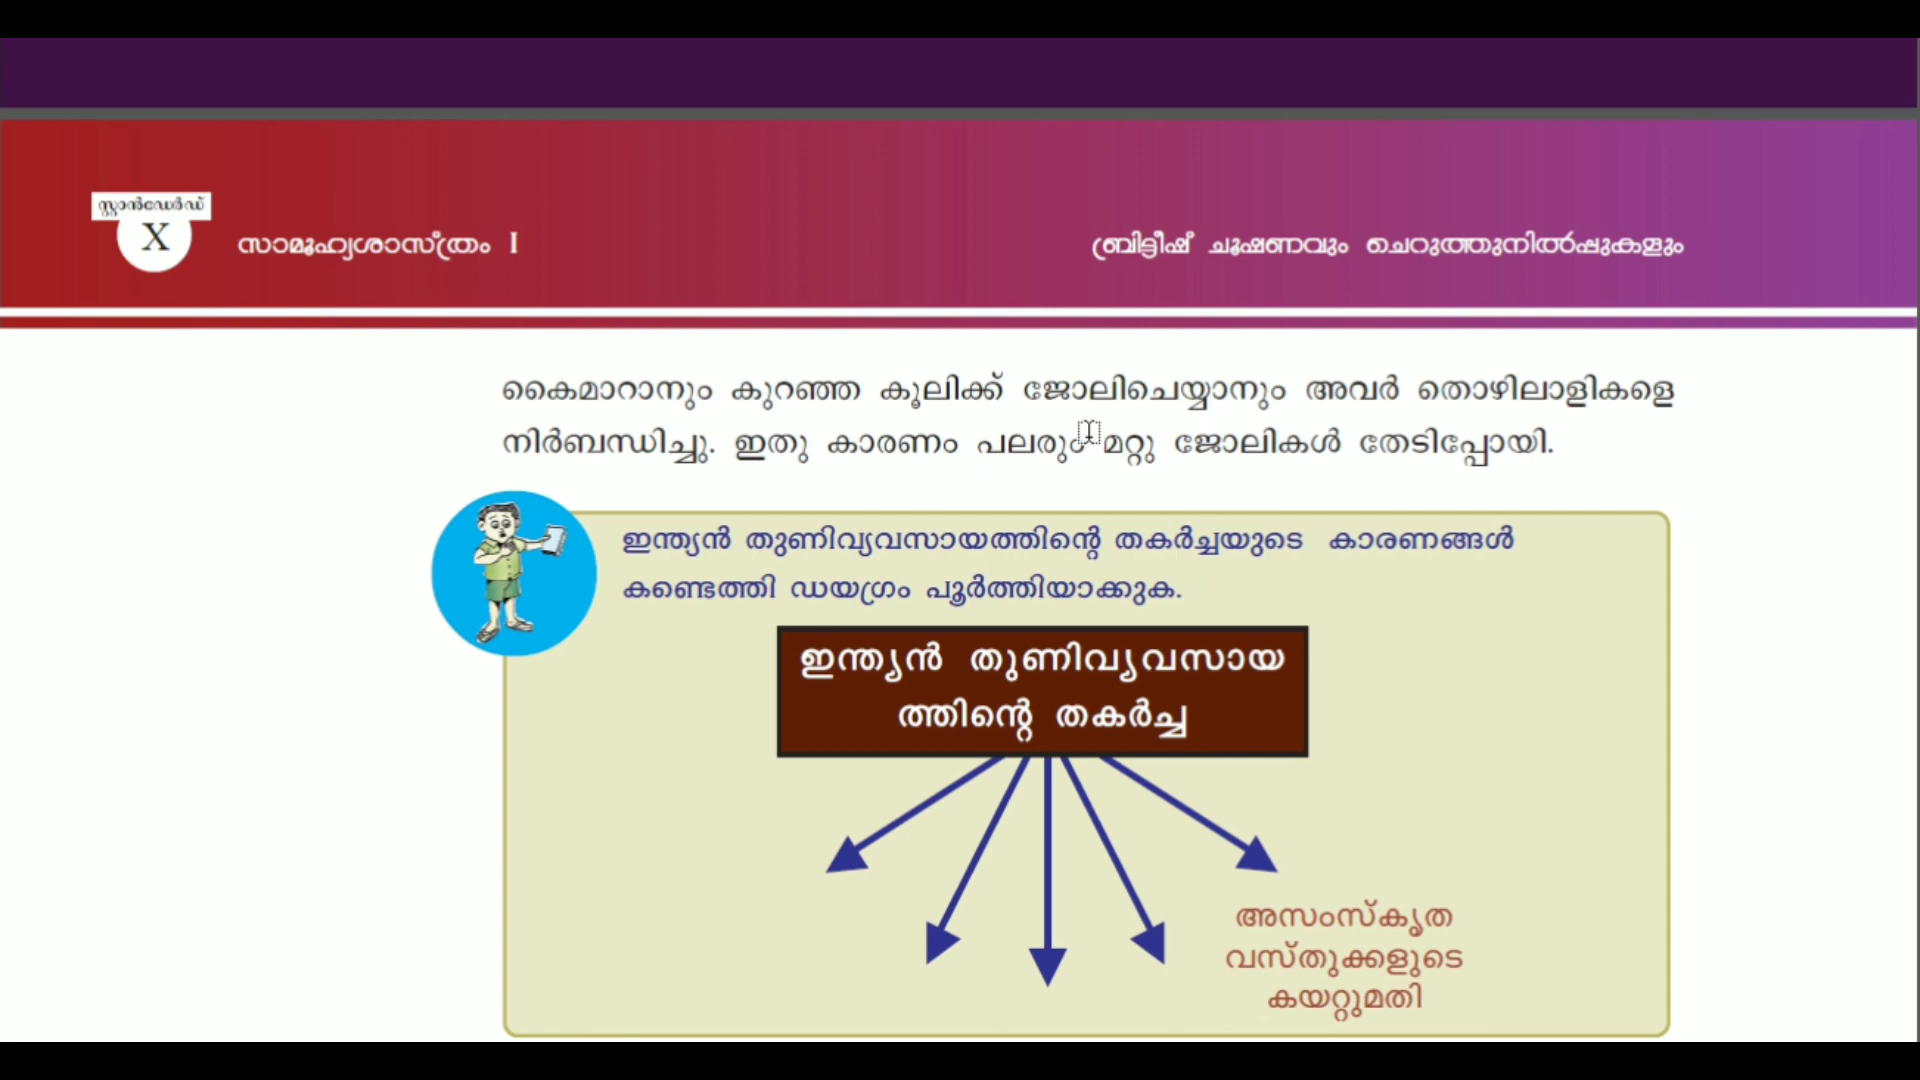 സ്റ്റാൻഡേർഡ്
X
സാമൂഹ്യശാസ്ത്രം I
ബ്രിട്ടീഷ് ചൂഷണവും ചെറുത്തുനിൽപ്പുകളും
കൈമാറാനും കുറഞ്ഞ കൂലിക്ക് ജോലിചെയ്യാനും അവർ തൊഴിലാളികളെ
നിർബന്ധിച്ചു. ഇതു കാരണം പലരും മറ്റു ജോലികൾ തേടിപ്പോയി.
ഇന്ത്യൻ തുണിവ്യവസായത്തിന്റെ തകർച്ചയുടെ കാരണങ്ങൾ
കണ്ടെത്തി ഡയഗ്രം പൂർത്തിയാക്കുക.
ഇന്ത്യൻ തുണിവ്യവസായ
ത്തിന്റെ തകർച്ച
അസംസ്കൃത
വസ്തുക്കളുടെ
കയറ്റുമതി